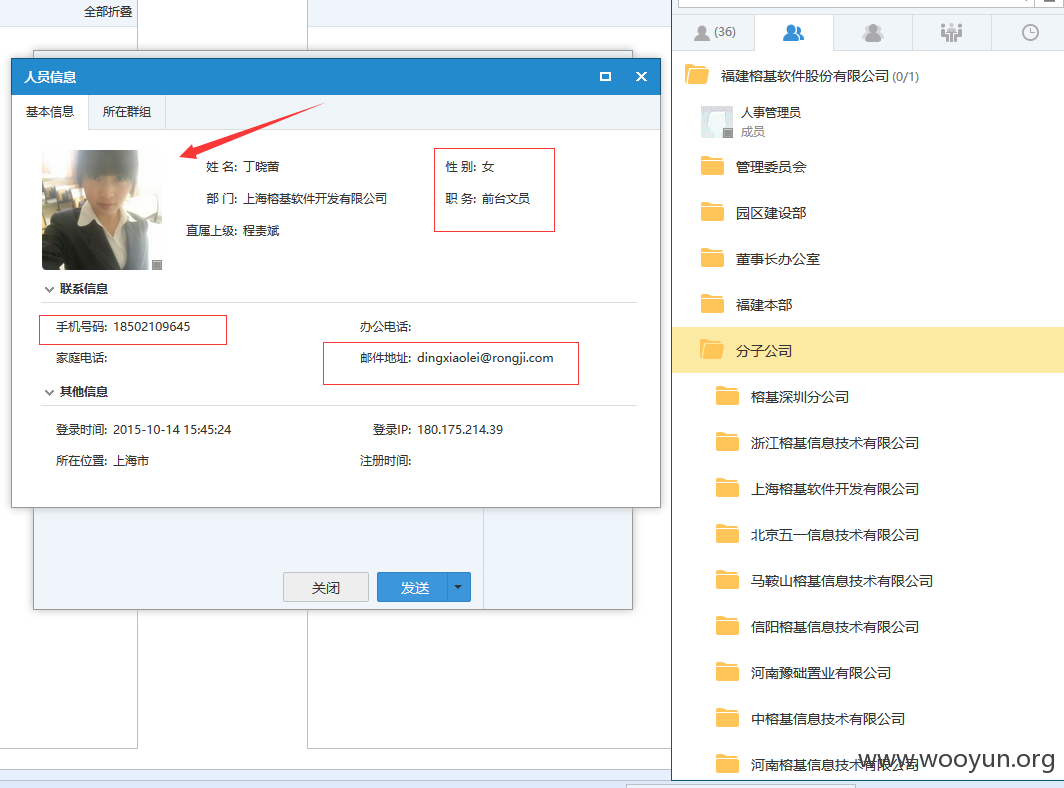 全部折叠
人员信息
基本信息 所在群组
姓 名: 丁晓蕾 性 别: 女
部 门: 上海榕基软件开发有限公司 职 务: 前台文员
直属上级: 程赉斌
联系信息
手机号码: 18502109645 办公电话:
家庭电话: 邮件地址: dingxiaolei@rongji.com
其他信息
登录时间: 2015-10-14 15:45:24 登录IP: 180.175.214.39
所在位置: 上海市 注册时间:
关闭 发送
(36)
福建榕基软件股份有限公司 (0/1)
人事管理员
成员
管理委员会
园区建设部
董事长办公室
福建本部
分子公司
榕基深圳分公司
浙江榕基信息技术有限公司
上海榕基软件开发有限公司
北京五一信息技术有限公司
马鞍山榕基信息技术有限公司
信阳榕基信息技术有限公司
河南豫础置业有限公司
中榕基信息技术有限公司
河南榕基信息技术有限公司
www.wooyun.org